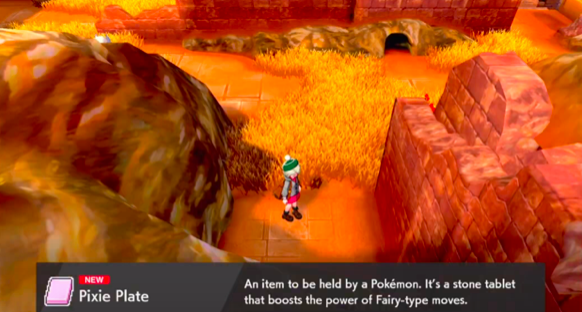 NEW
Pixie Plate
An item to be held by a Pokémon. It's a stone tablet
that boosts the power of Fairy-type moves.